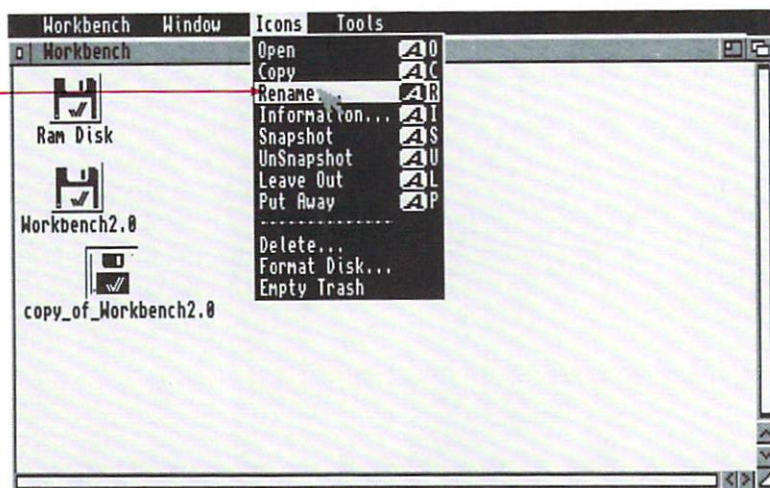 Workbench Window Icons Tools
Workbench
Open A O
Copy A C
Rename... A R
Information... A I
Snapshot A S
UnSnapshot A U
Leave Out A L
Put Away A P
Delete...
Format Disk...
Empty Trash
Ram Disk
Workbench2.0
copy_of_Workbench2.0